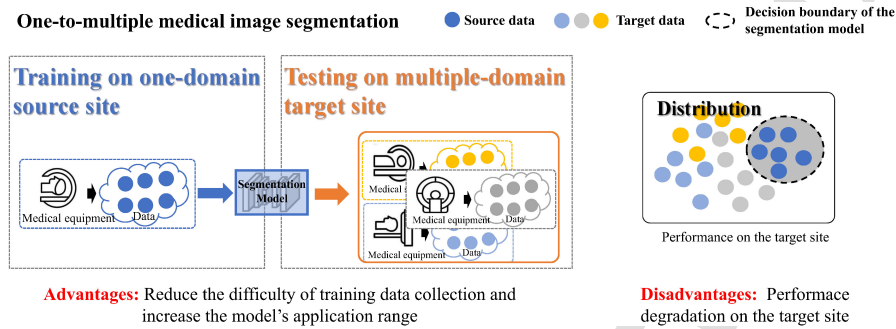 One-to-multiple medical image segmentation
Source data
Target data
Decision boundary of the
segmentation model
Training on one-domain
source site
Testing on multiple-domain
target site
Medical equipment
Data
Segmentation
Model
Medical
Medical equipment
Data
Medical equipment
Data
Distribution
Performance on the target site
Advantages: Reduce the difficulty of training data collection and
increase the model's application range
Disadvantages: Performace
degradation on the target site